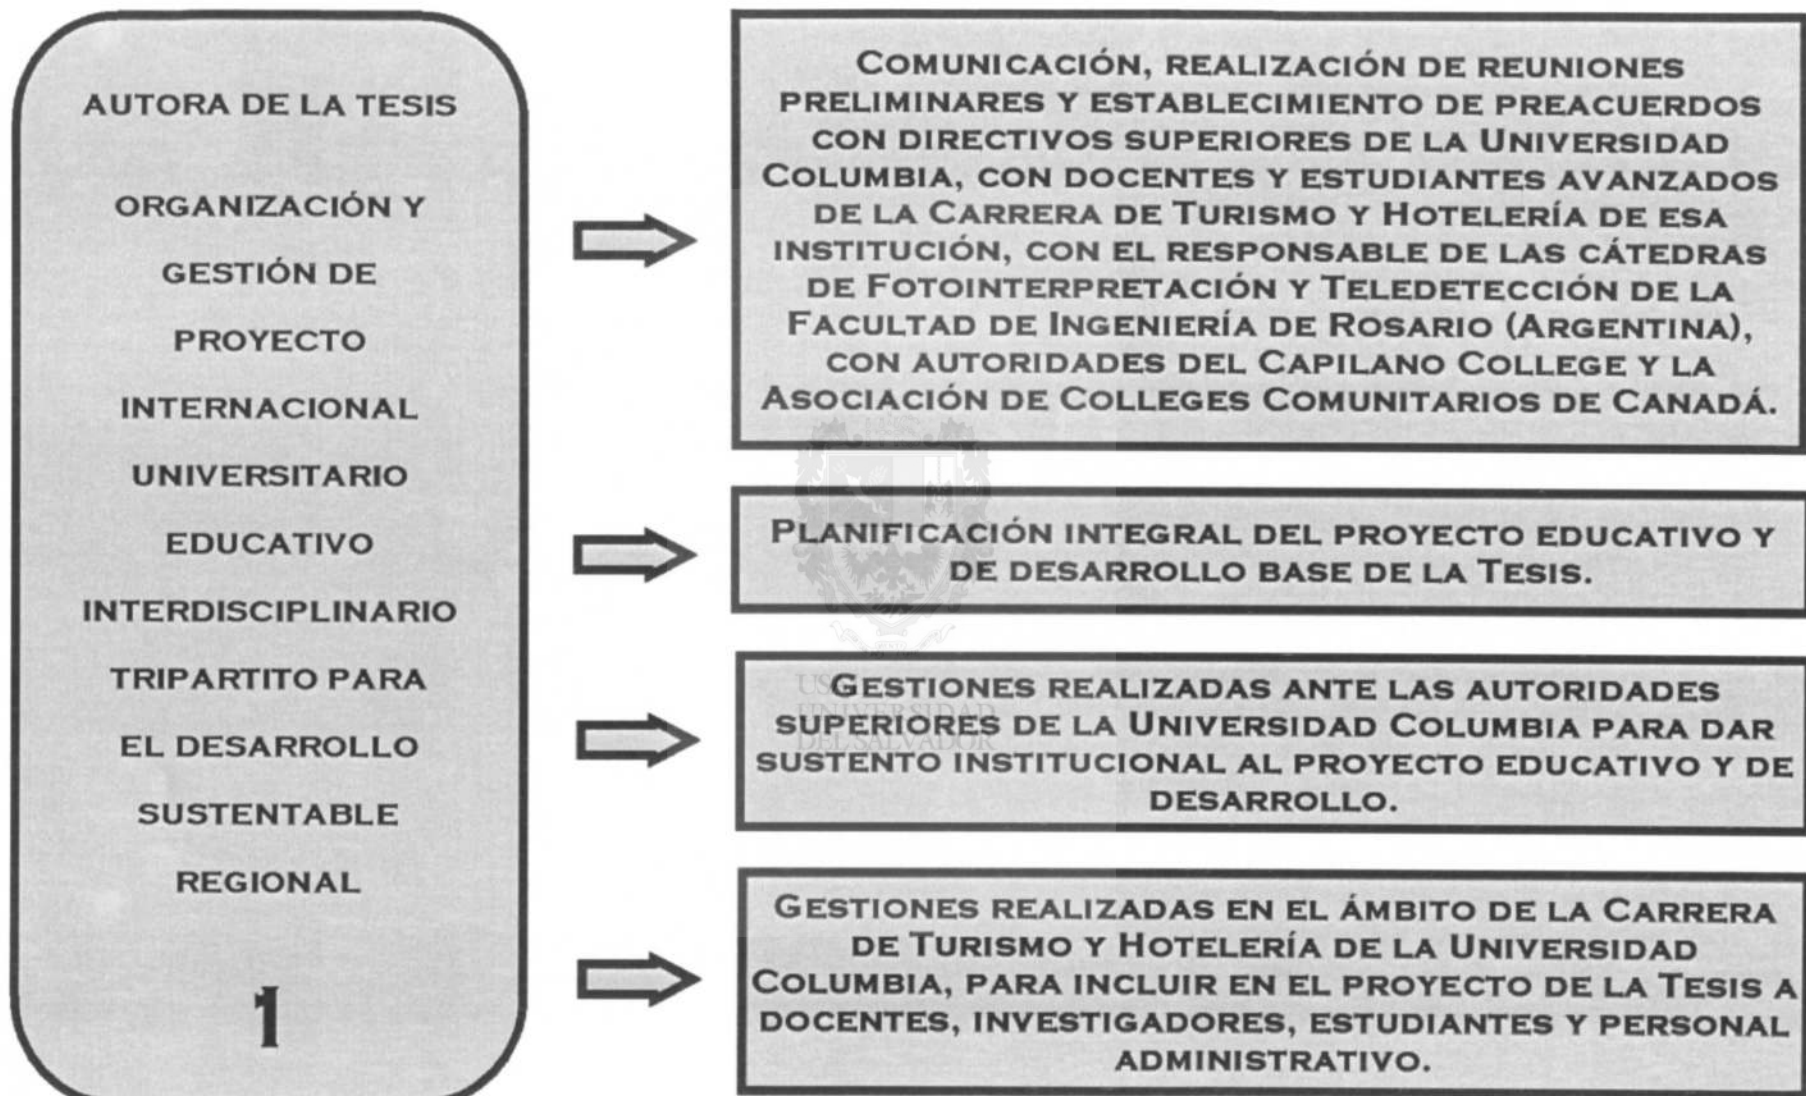 AUTORA DE LA TESIS
ORGANIZACIÓN Y
GESTIÓN DE
PROYECTO
INTERNACIONAL
UNIVERSITARIO
EDUCATIVO
INTERDISCIPLINARIO
TRIPARTITO PARA
EL DESARROLLO
SUSTENTABLE
REGIONAL
1
COMUNICACIÓN, REALIZACIÓN DE REUNIONES
PRELIMINARES Y ESTABLECIMIENTO DE PREACUERDOS
CON DIRECTIVOS SUPERIORES DE LA UNIVERSIDAD
COLUMBIA, CON DOCENTES Y ESTUDIANTES AVANZADOS
DE LA CARRERA DE TURISMO Y HOTELERÍA DE ESA
INSTITUCIÓN, CON EL RESPONSABLE DE LAS CÁTEDRAS
DE FOTOINTERPRETACIÓN Y TELEDETECCIÓN DE LA
FACULTAD DE INGENIERÍA DE ROSARIO (ARGENTINA),
CON AUTORIDADES DEL CAPILANO COLLEGE Y LA
ASOCIACIÓN DE COLLEGES COMUNITARIOS DE CANADÁ.
PLANIFICACIÓN INTEGRAL DEL PROYECTO EDUCATIVO Y
DE DESARROLLO BASE DE LA TESIS.
GESTIONES REALIZADAS ANTE LAS AUTORIDADES
SUPERIORES DE LA UNIVERSIDAD COLUMBIA PARA DAR
SUSTENTO INSTITUCIONAL AL PROYECTO EDUCATIVO Y DE
DESARROLLO.
GESTIONES REALIZADAS EN EL ÁMBITO DE LA CARRERA
DE TURISMO Y HOTELERÍA DE LA UNIVERSIDAD
COLUMBIA, PARA INCLUIR EN EL PROYECTO DE LA TESIS A
DOCENTES, INVESTIGADORES, ESTUDIANTES Y PERSONAL
ADMINISTRATIVO.
UNIVERSIDAD
DEL SALVADOR